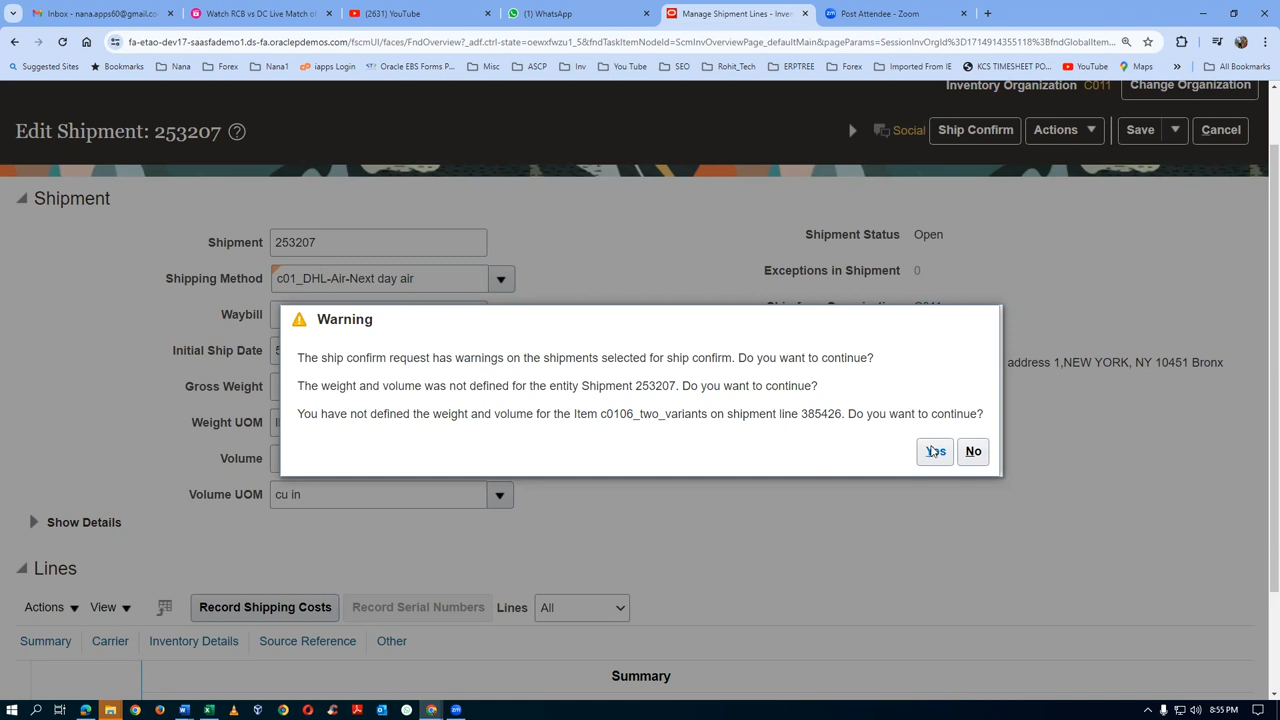 Inbox - nana.apps60@gmail.co
Watch RCB vs DC Live Match of
(2631) YouTube
(1) WhatsApp
Manage Shipment Lines - Inven
Post Attendee - Zoom
fa-etao-dev17-saasfademo1.ds-fa.oraclepdemos.com/fscmUI/faces/FndOverview?_adf.ctrl-state=oewxfwzu1_5&fndTaskItemNodeId=ScmInvOverviewPage_defaultMain&pageParams=SessionInvOrgId%3D1714914355118%3BfndGlobalItem...
Suggested Sites
Bookmarks
Nana
Forex
Nana1
iapps Login
Oracle EBS Forms P...
Misc
ASCP
Inv
You Tube
SEO
Rohit_Tech
ERPTREE
Forex
Imported From IE
KCS TIMESHEET PO...
YouTube
Maps
All Bookmarks
Inventory Organization C011
Change Organization
Edit Shipment: 253207
Social
Ship Confirm
Actions
Save
Cancel
Shipment
Shipment 253207
Shipment Status Open
Shipping Method c01_DHL-Air-Next day air
Exceptions in Shipment 0
Waybill
Initial Ship Date
address 1,NEW YORK, NY 10451 Bronx
Gross Weight
Weight UOM
Volume
Volume UOM cu in
Warning
The ship confirm request has warnings on the shipments selected for ship confirm. Do you want to continue?
The weight and volume was not defined for the entity Shipment 253207. Do you want to continue?
You have not defined the weight and volume for the Item c0106_two_variants on shipment line 385426. Do you want to continue?
Yes
No
Show Details
Lines
Actions
View
Record Shipping Costs
Record Serial Numbers
Lines
All
Summary
Carrier
Inventory Details
Source Reference
Other
Summary
8:55 PM